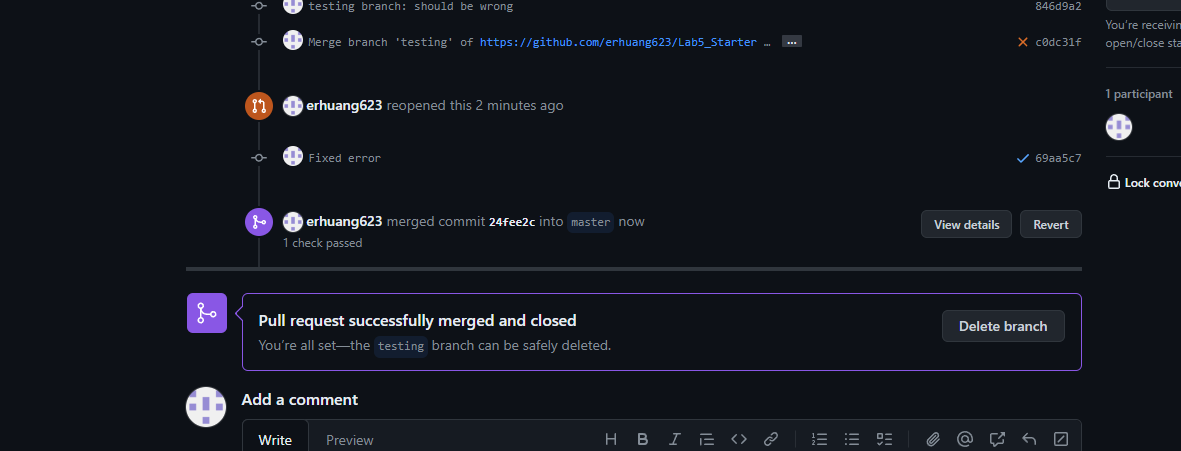 testing branch: should be wrong 846d9a2
Merge branch 'testing' of https://github.com/erhuang623/Lab5_Starter … ... c0dc31f
You're receivin
open/close sta
1 participant
Lock conve
erhuang623 reopened this 2 minutes ago
Fixed error 69aa5c7
erhuang623 merged commit 24fee2c into master now
1 check passed
View details
Revert
Pull request successfully merged and closed
You're all set—the testing branch can be safely deleted.
Delete branch
Add a comment
Write
Preview